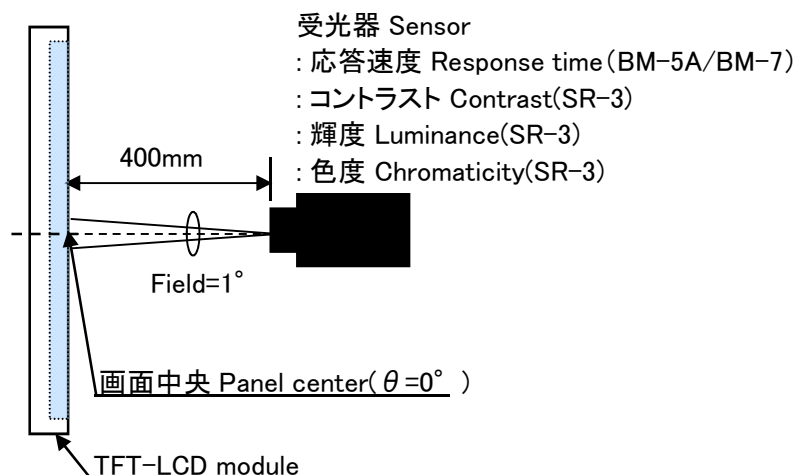 受光器 Sensor
：応答速度 Response time（BM-5A/BM-7）
：コントラスト Contrast(SR-3)
：輝度 Luminance(SR-3)
：色度 Chromaticity(SR-3)
400mm
Field=1°
画面中央 Panel center(θ=0° )
TFT-LCD module